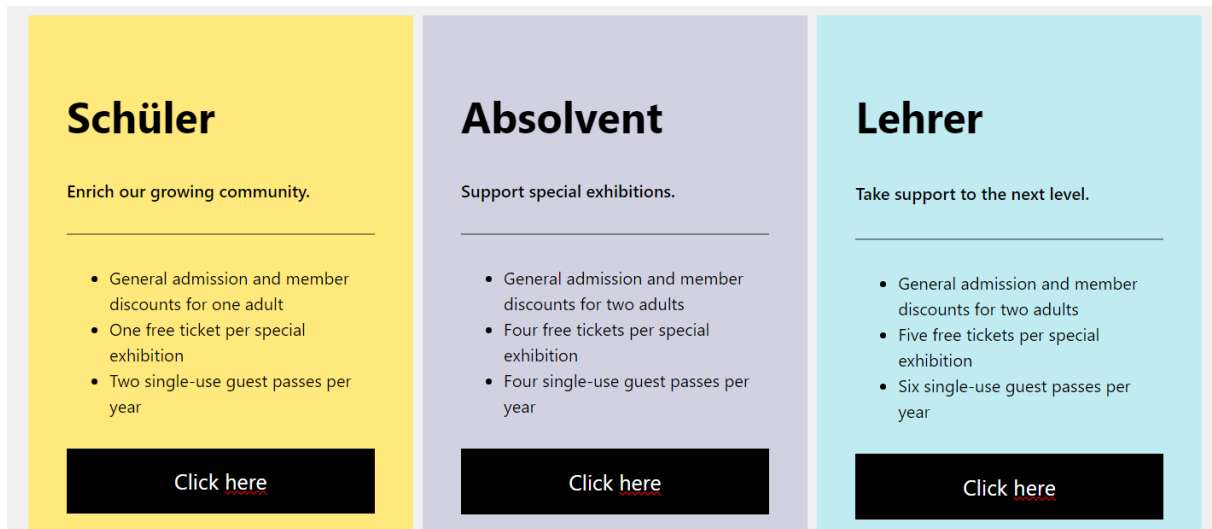 Schüler
Enrich our growing community.
General admission and member
discounts for one adult
One free ticket per special
exhibition
Two single-use guest passes per
year
Click here
Absolvent
Support special exhibitions.
General admission and member
discounts for two adults
Four free tickets per special
exhibition
Four single-use guest passes per
year
Click here
Lehrer
Take support to the next level.
General admission and member
discounts for two adults
Five free tickets per special
exhibition
Six single-use guest passes per
year
Click here